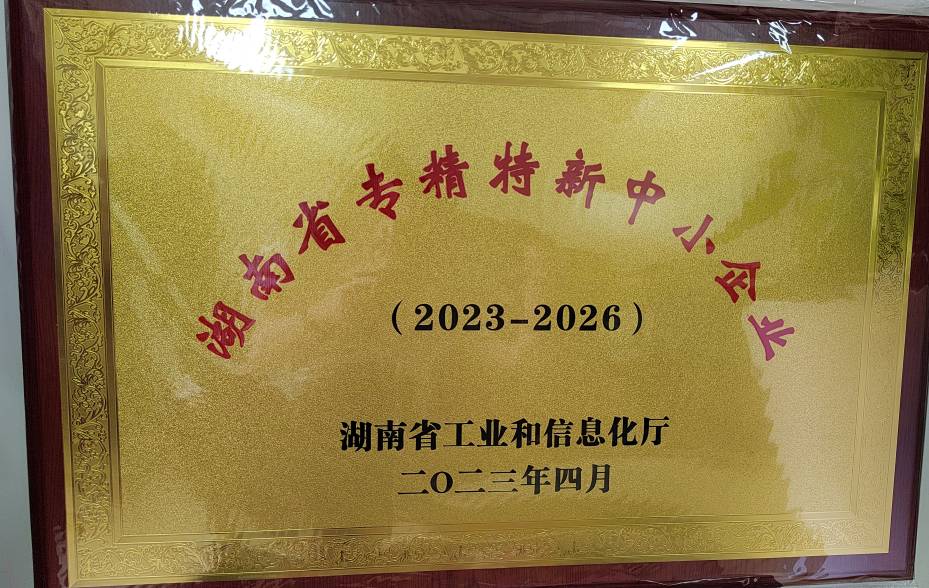 湖南省专精特新中小企业
（2023-2026）
湖南省工业和信息化厅
二〇二三年四月